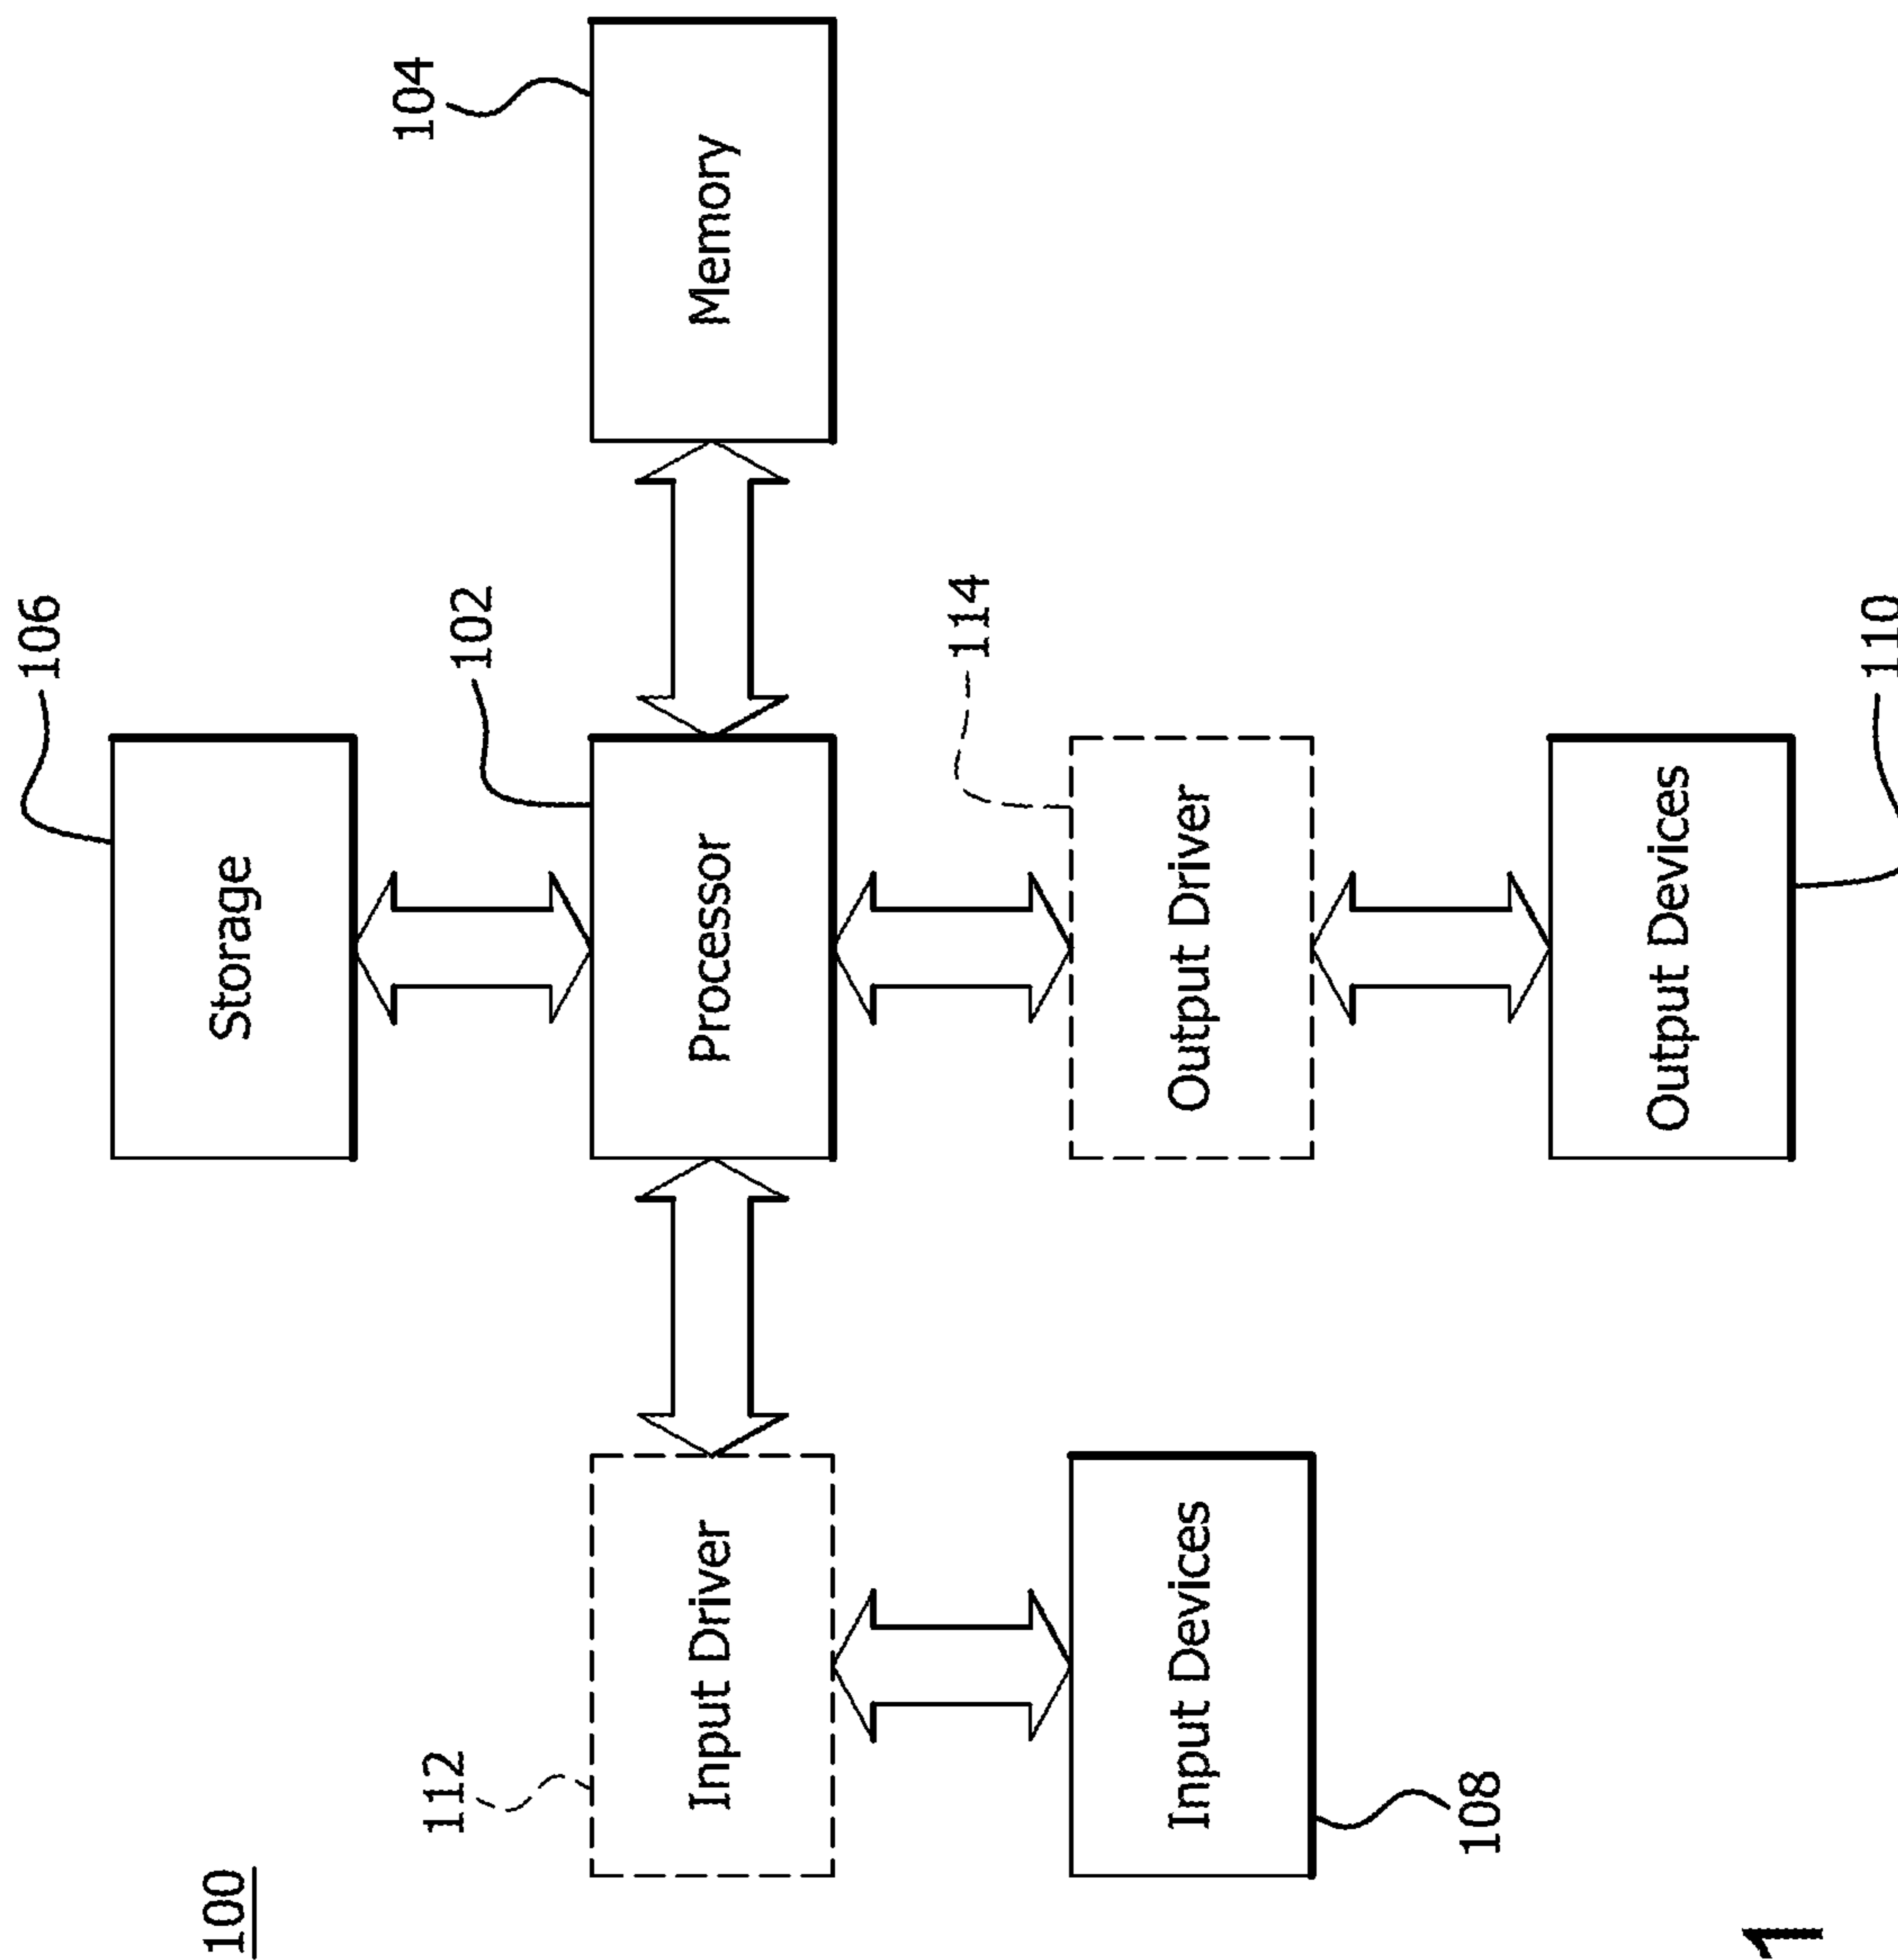 100
106
Storage
112
102
104
Input Driver
Processor
Memory
114
Input Devices
Output Driver
108
Output Devices
110
1